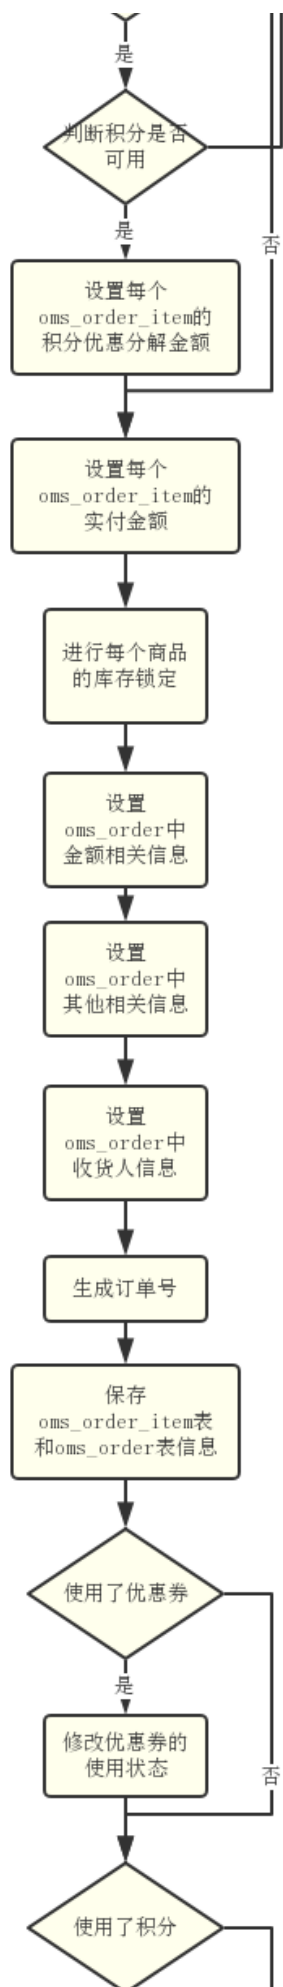 是
判断积分是否
可用
是
否
设置每个
oms_order_item的
积分优惠分解金额
设置每个
oms_order_item的
实付金额
进行每个商品
的库存锁定
设置
oms_order中
金额相关信息
设置
oms_order中
其他相关信息
设置
oms_order中
收货人信息
生成订单号
保存
oms_order_item表
和oms_order表信息
使用了优惠券
是
修改优惠券的
使用状态
否
使用了积分